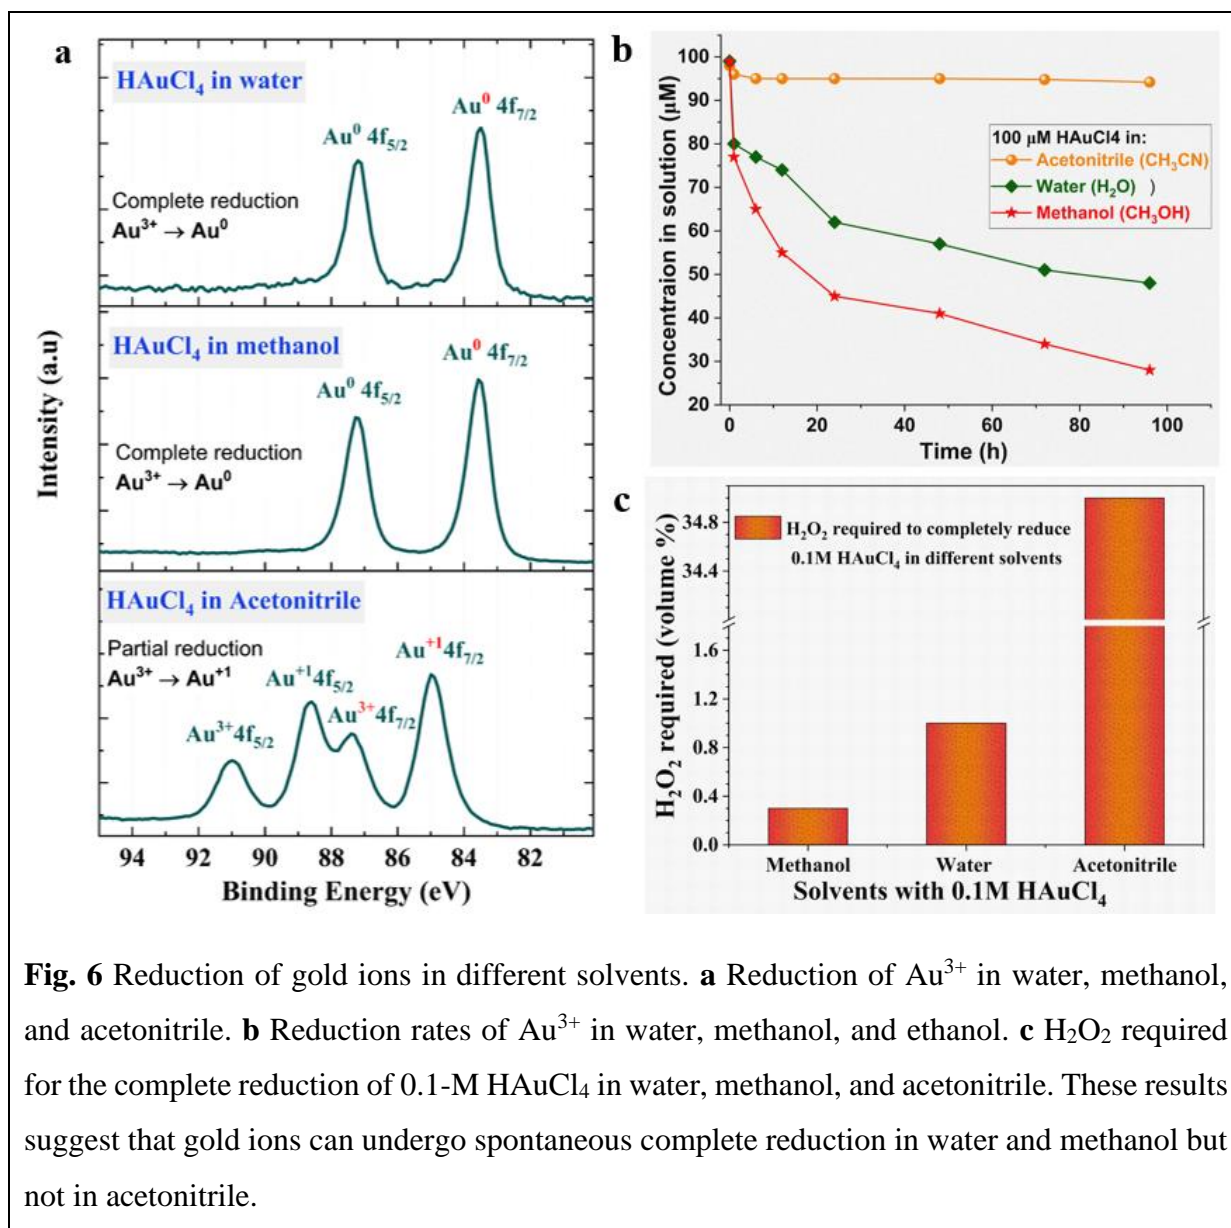 a
HAuCl4 in water
Au0 4f5/2
Au0 4f7/2
Complete reduction
Au3+ → Au0
HAuCl4 in methanol
Au0 4f5/2
Au0 4f7/2
Complete reduction
Au3+ → Au0
HAuCl4 in Acetonitrile
Partial reduction
Au3+ → Au+1
Au3+4f5/2
Au+14f5/2
Au3+4f7/2
Au+14f7/2
94 92 90 88 86 84 82
Binding Energy (eV)
Intensity (a.u)
b
100
90
80
70
60
50
40
30
20
0 20 40 60 80 100
Time (h)
Concentraion in solution (μM)
100 μM HAuCl4 in:
Acetonitrile (CH3CN)
Water (H2O) )
Methanol (CH3OH)
c
H2O2 required to completely reduce
0.1M HAuCl4 in different solvents
34.8
34.4
1.6
1.2
0.8
0.4
0.0
H2O2 required (volume %)
Methanol Water Acetonitrile
Solvents with 0.1M HAuCl4
Fig. 6 Reduction of gold ions in different solvents. a Reduction of Au3+ in water, methanol,
and acetonitrile. b Reduction rates of Au3+ in water, methanol, and ethanol. c H2O2 required
for the complete reduction of 0.1-M HAuCl4 in water, methanol, and acetonitrile. These results
suggest that gold ions can undergo spontaneous complete reduction in water and methanol but
not in acetonitrile.